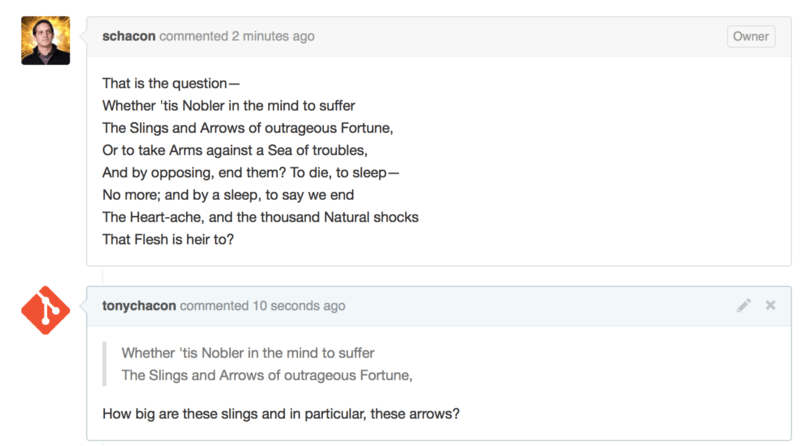 schacon commented 2 minutes ago
Owner
That is the question—
Whether 'tis Nobler in the mind to suffer
The Slings and Arrows of outrageous Fortune,
Or to take Arms against a Sea of troubles,
And by opposing, end them? To die, to sleep—
No more; and by a sleep, to say we end
The Heart-ache, and the thousand Natural shocks
That Flesh is heir to?
tonychacon commented 10 seconds ago
Whether 'tis Nobler in the mind to suffer
The Slings and Arrows of outrageous Fortune,
How big are these slings and in particular, these arrows?